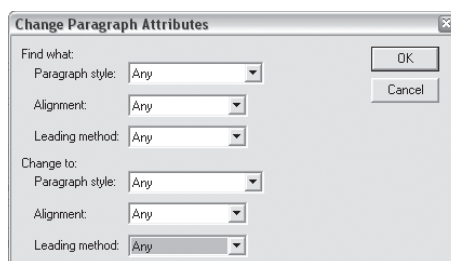 Change Paragraph Attributes
Find what:
OK
Paragraph style: Any
Cancel
Alignment: Any
Leading method: Any
Change to:
Paragraph style: Any
Alignment: Any
Leading method: Any